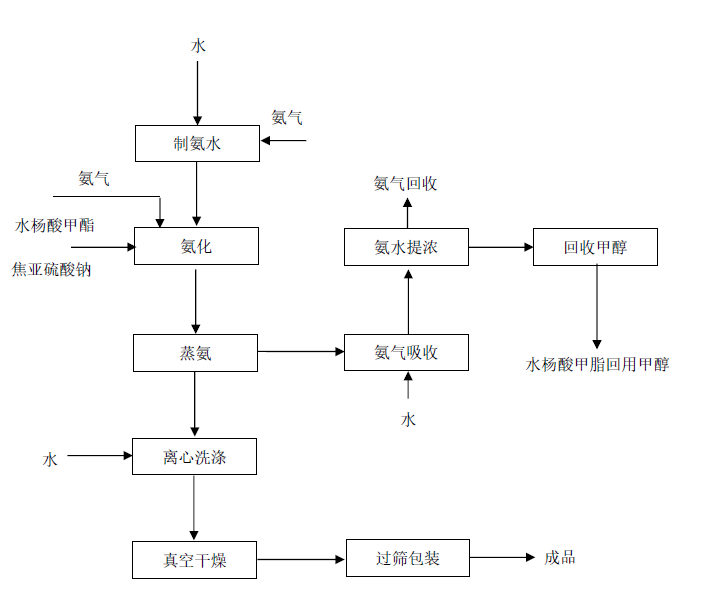 水
氨气
制氨水
氨气
水杨酸甲酯
焦亚硫酸钠
氨化
氨气回收
氨水提浓
回收甲醇
蒸氨
氨气吸收
水杨酸甲脂回用甲醇
水
水
离心洗涤
真空干燥
过筛包装
成品